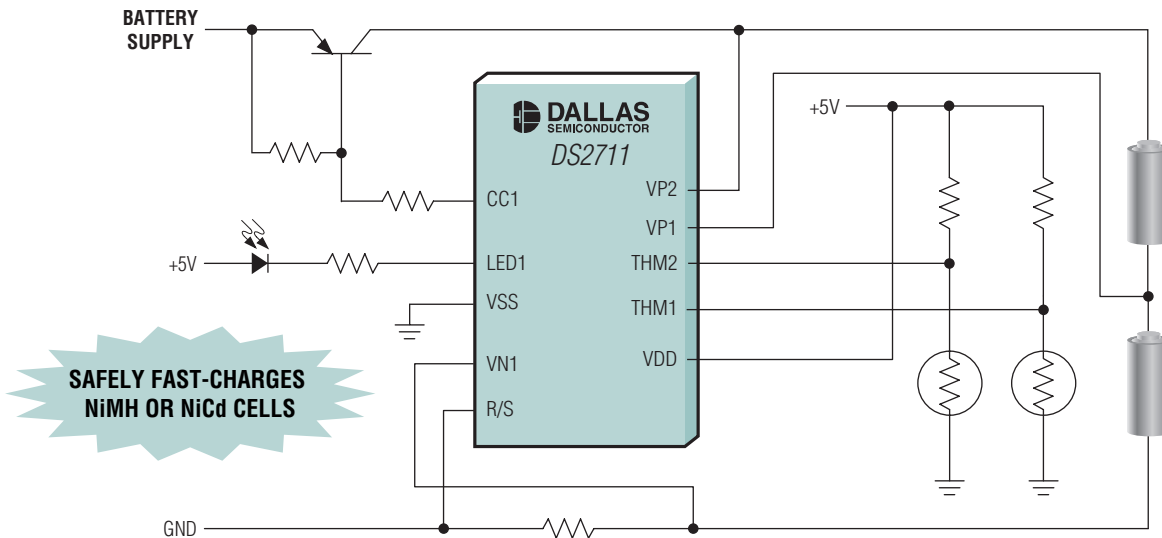 BATTERY
SUPPLY
+5V
DALLAS
SEMICONDUCTOR
DS2711
CC1
VP2
VP1
+5V
LED1
THM2
VSS
THM1
VN1
VDD
R/S
SAFELY FAST-CHARGES
NiMH OR NiCd CELLS
GND